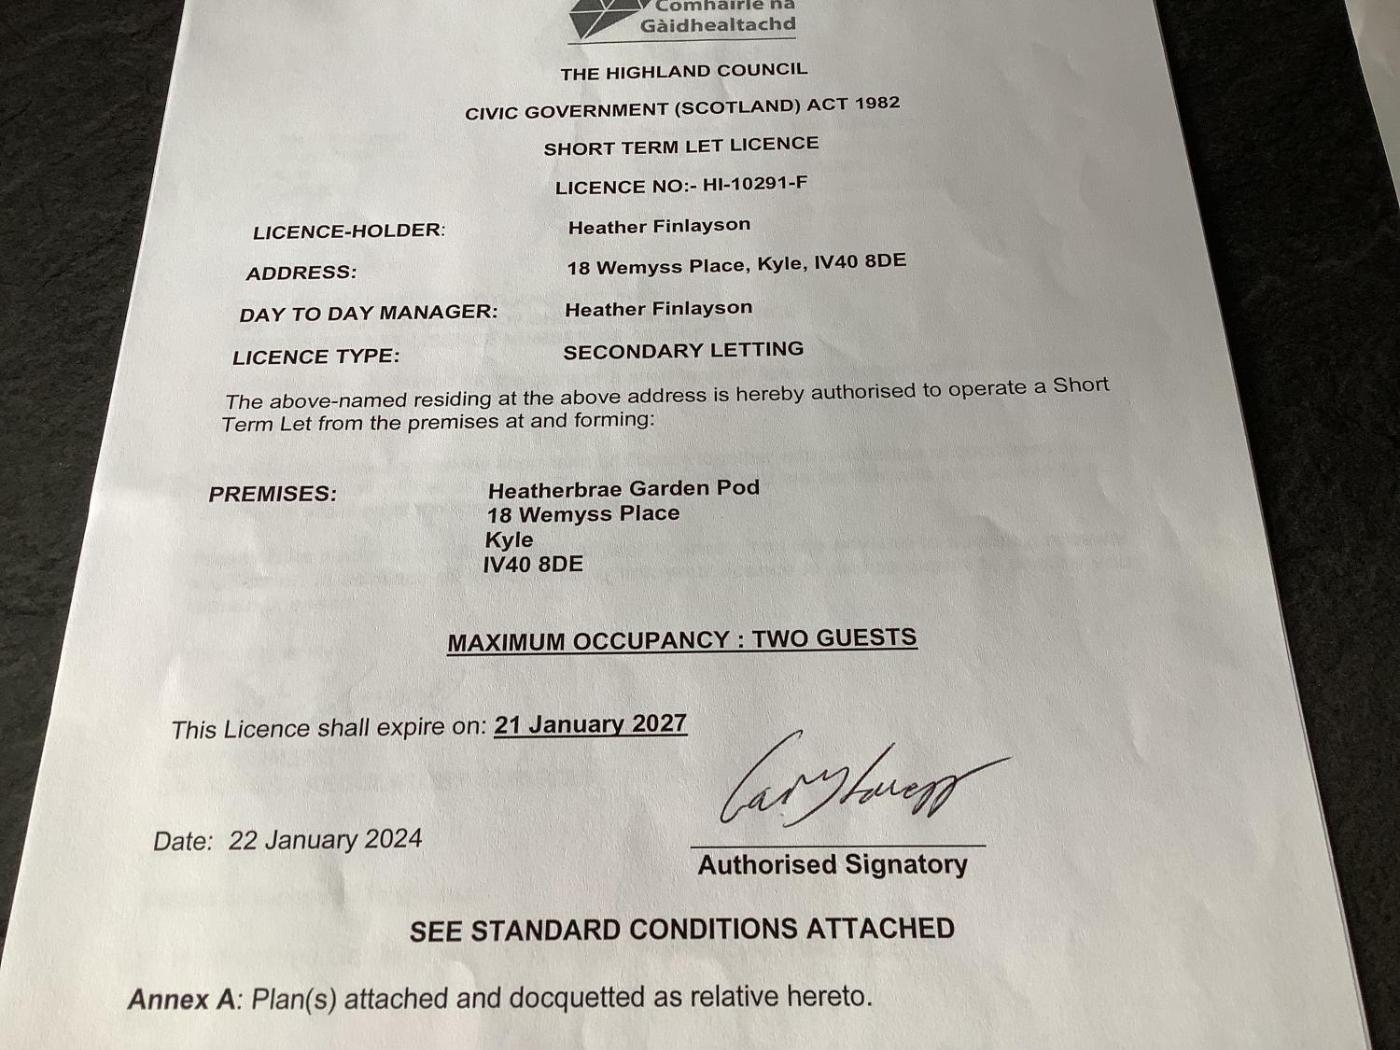 Comhairle na
Gàidhealtachd
THE HIGHLAND COUNCIL
CIVIC GOVERNMENT (SCOTLAND) ACT 1982
SHORT TERM LET LICENCE
LICENCE NO:- HI-10291-F
LICENCE-HOLDER: Heather Finlayson
ADDRESS: 18 Wemyss Place, Kyle, IV40 8DE
DAY TO DAY MANAGER: Heather Finlayson
LICENCE TYPE: SECONDARY LETTING
The above-named residing at the above address is hereby authorised to operate a Short
Term Let from the premises at and forming:
PREMISES: Heatherbrae Garden Pod
18 Wemyss Place
Kyle
IV40 8DE
MAXIMUM OCCUPANCY : TWO GUESTS
This Licence shall expire on: 21 January 2027
Date: 22 January 2024
Authorised Signatory
SEE STANDARD CONDITIONS ATTACHED
Annex A: Plan(s) attached and docquetted as relative hereto.